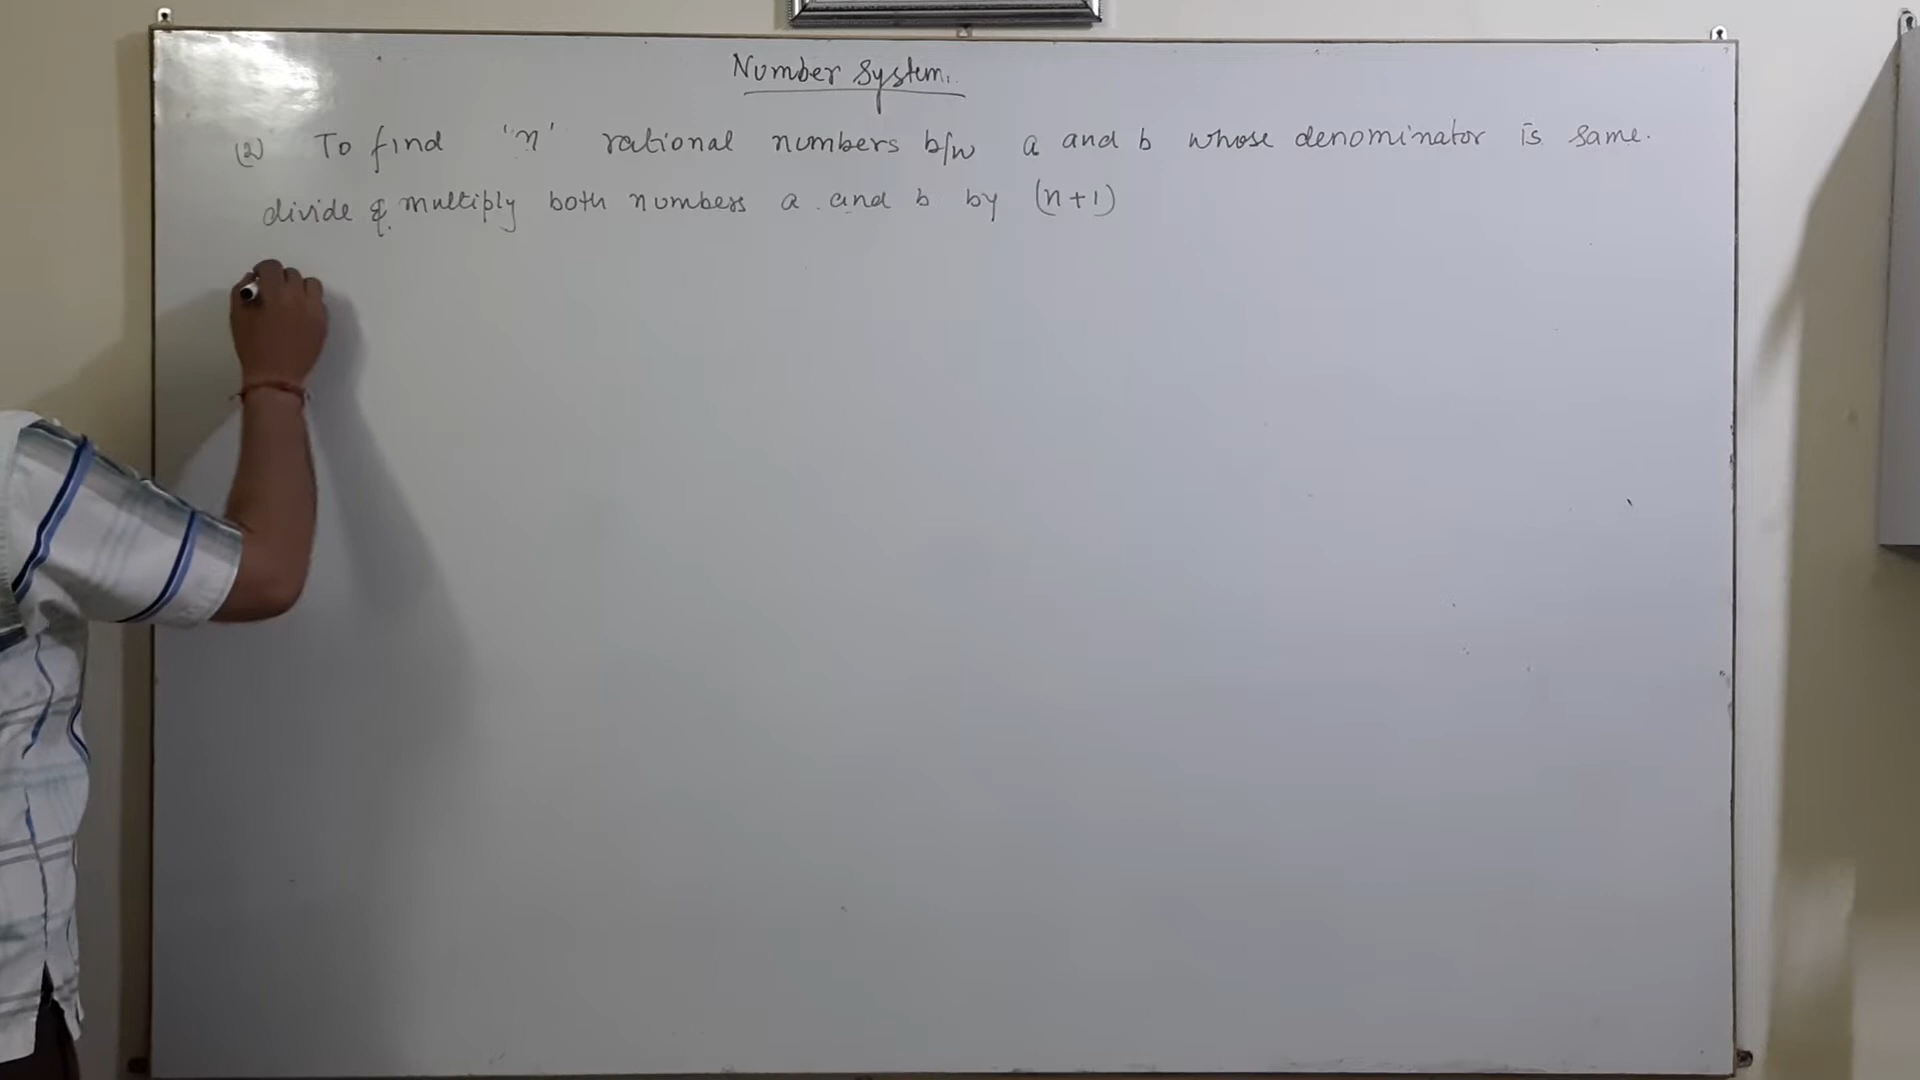 Number System.
(2) To find 'n' rational numbers b/w a and b whose denominator is same.
divide & multiply both numbers a and b by (n+1)